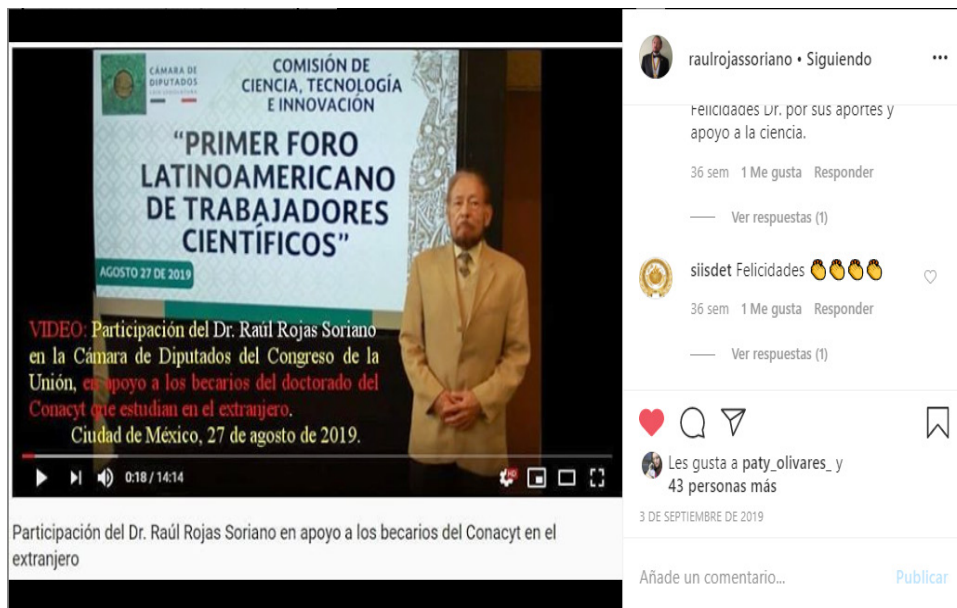 CÁMARA DE
DIPUTADOS
LXIV LEGISLATURA
COMISIÓN DE
CIENCIA, TECNOLOGÍA
E INNOVACIÓN
“PRIMER FORO
LATINOAMERICANO
DE TRABAJADORES
CIENTÍFICOS”
AGOSTO 27 DE 2019
VIDEO: Participación del Dr. Raúl Rojas Soriano
en la Cámara de Diputados del Congreso de la
Unión, en apoyo a los becarios del doctorado del
Conacyt que estudian en el extranjero.
Ciudad de México, 27 de agosto de 2019.
0:18 / 14:14
HD
Participación del Dr. Raúl Rojas Soriano en apoyo a los becarios del Conacyt en el
extranjero
raulrojassoriano • Siguiendo
Felicidades Dr. por sus aportes y
apoyo a la ciencia.
36 sem 1 Me gusta Responder
Ver respuestas (1)
siisdet Felicidades 👏👏👏👏
36 sem 1 Me gusta Responder
Ver respuestas (1)
Les gusta a paty_olivares_ y
43 personas más
3 DE SEPTIEMBRE DE 2019
Añade un comentario... Publicar